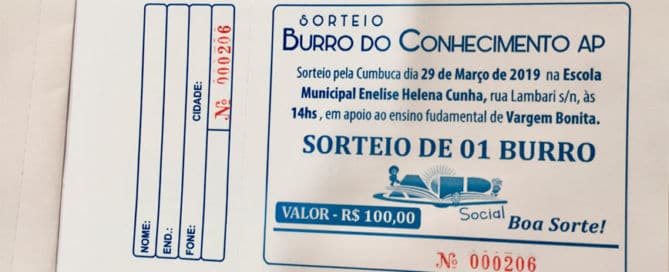 NOME:
END.:
FONE:
CIDADE:
Nº 000206
SORTEIO
BURRO DO CONHECIMENTO AP
Sorteio pela Cumbuca dia 29 de Março de 2019 na Escola
Municipal Enelise Helena Cunha, rua Lambari s/n, às
14hs, em apoio ao ensino fudamental de Vargem Bonita.
SORTEIO DE 01 BURRO
VALOR - R$ 100,00
Social
Boa Sorte!
Nº 000206